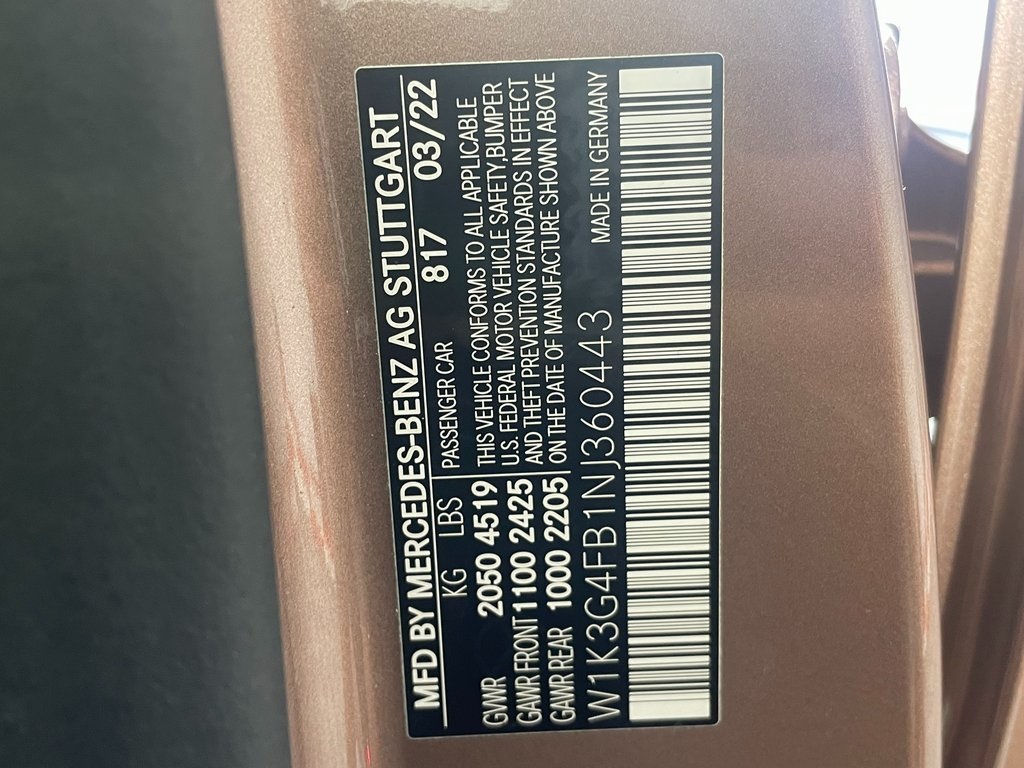 MFD BY MERCEDES-BENZ AG STUTTGART
KG LBS 817 03/22
GVWR 2050 4519
GAWR FRONT 1100 2425
GAWR REAR 1000 2205
PASSENGER CAR
THIS VEHICLE CONFORMS TO ALL APPLICABLE
U.S. FEDERAL MOTOR VEHICLE SAFETY,BUMPER
AND THEFT PREVENTION STANDARDS IN EFFECT
ON THE DATE OF MANUFACTURE SHOWN ABOVE
W1K3G4FB1NJ360443 MADE IN GERMANY